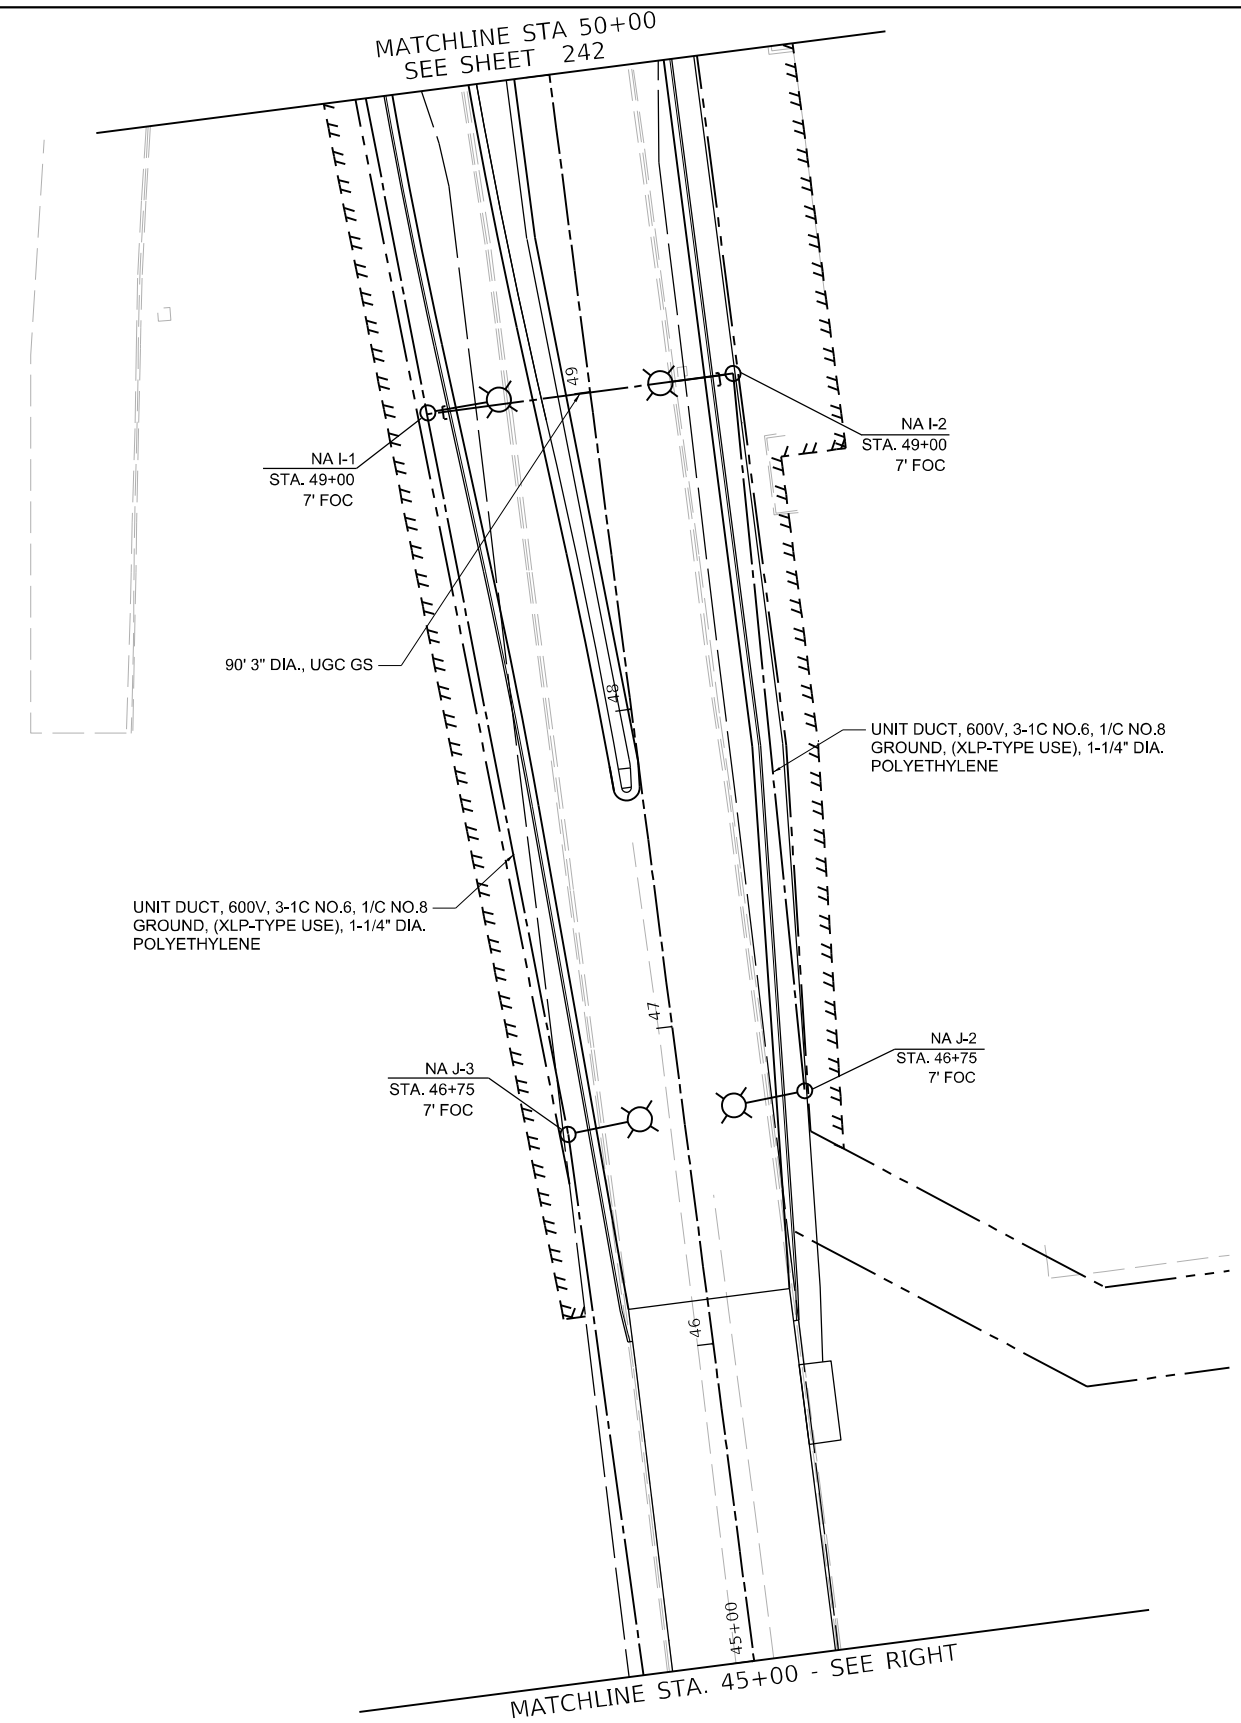 MATCHLINE STA 50+00
SEE SHEET 242
49
NA I-2
STA. 49+00
7' FOC
NA I-1
STA. 49+00
7' FOC
90' 3" DIA., UGC GS
48
UNIT DUCT, 600V, 3-1C NO.6, 1/C NO.8
GROUND, (XLP-TYPE USE), 1-1/4" DIA.
POLYETHYLENE
UNIT DUCT, 600V, 3-1C NO.6, 1/C NO.8
GROUND, (XLP-TYPE USE), 1-1/4" DIA.
POLYETHYLENE
47
NA J-2
STA. 46+75
7' FOC
NA J-3
STA. 46+75
7' FOC
46
45+00
MATCHLINE STA. 45+00 - SEE RIGHT